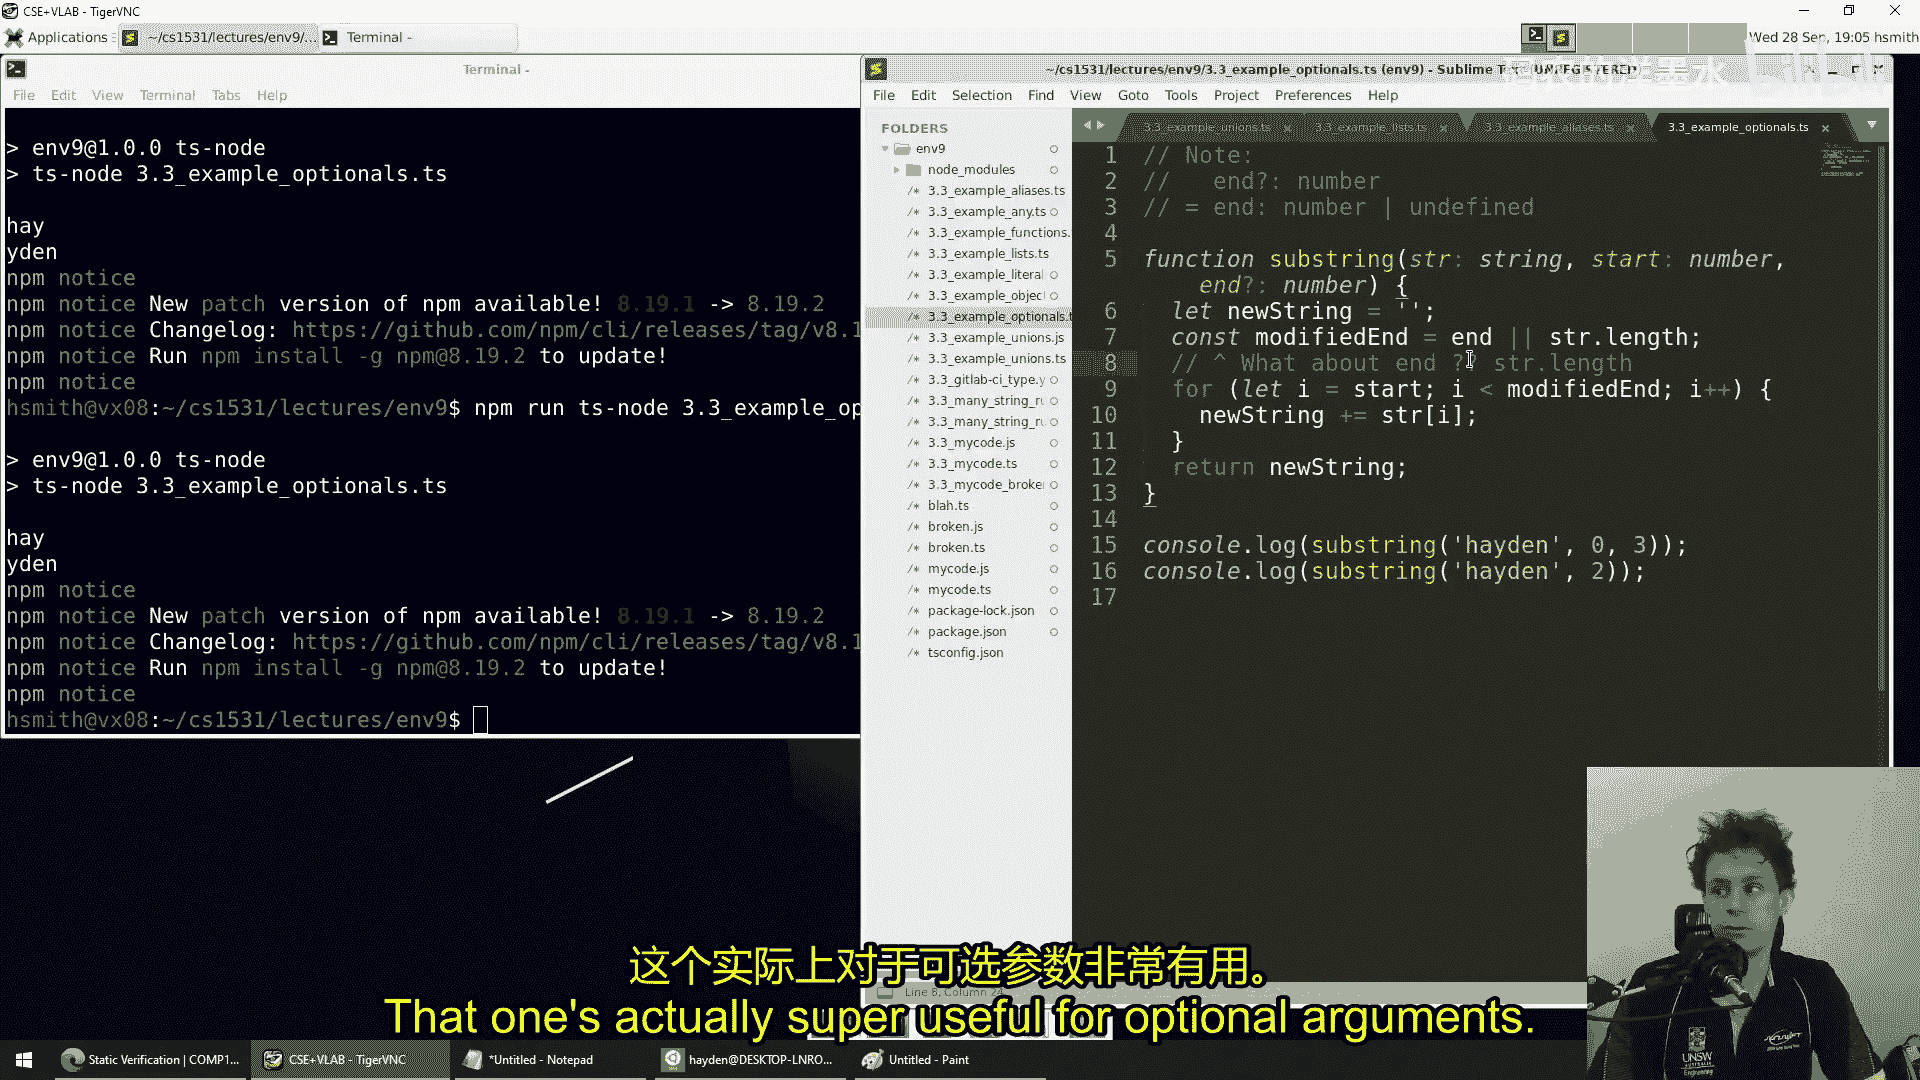 CSE+VLAB - TigerVNC
Applications
~/cs1531/lectures/env9/...
Terminal -
Wed 28 Sep, 19:05 hsmith
Terminal -
File Edit View Terminal Tabs Help
> env9@1.0.0 ts-node
> ts-node 3.3_example_optionals.ts
hay
yden
npm notice
npm notice New patch version of npm available! 8.19.1 -> 8.19.2
npm notice Changelog: https://github.com/npm/cli/releases/tag/v8.1
npm notice Run npm install -g npm@8.19.2 to update!
npm notice
hsmith@vx08:~/cs1531/lectures/env9$ npm run ts-node 3.3_example_op
> env9@1.0.0 ts-node
> ts-node 3.3_example_optionals.ts
hay
yden
npm notice
npm notice New patch version of npm available! 8.19.1 -> 8.19.2
npm notice Changelog: https://github.com/npm/cli/releases/tag/v8.1
npm notice Run npm install -g npm@8.19.2 to update!
npm notice
hsmith@vx08:~/cs1531/lectures/env9$
~/cs1531/lectures/env9/3.3_example_optionals.ts (env9) - Sublime Text (UNREGISTERED)
File Edit Selection Find View Goto Tools Project Preferences Help
FOLDERS
env9
node_modules
3.3_example_aliases.ts
3.3_example_any.ts
3.3_example_functions.
3.3_example_lists.ts
3.3_example_literal
3.3_example_objec
3.3_example_optionals.t
3.3_example_unions.js
3.3_example_unions.ts
3.3_gitlab-ci_type.y
3.3_many_string_ru
3.3_many_string_ru
3.3_mycode.js
3.3_mycode.ts
3.3_mycode_broke
blah.ts
broken.js
broken.ts
mycode.js
mycode.ts
package-lock.json
package.json
tsconfig.json
3.3_example_unions.ts 3.3_example_lists.ts 3.3_example_aliases.ts 3.3_example_optionals.ts
1 // Note:
2 //   end?: number
3 // = end: number | undefined
4
5 function substring(str: string, start: number,
end?: number) {
6 let newString = '';
7 const modifiedEnd = end || str.length;
8 // ^ What about end ?? str.length
9 for (let i = start; i < modifiedEnd; i++) {
10 newString += str[i];
11 }
12 return newString;
13 }
14
15 console.log(substring('hayden', 0, 3));
16 console.log(substring('hayden', 2));
17
Line 8, Column 24
这个实际上对于可选参数非常有用。
That one's actually super useful for optional arguments.
UNSW
Engineering
Static Verification | COMP1...
CSE+VLAB - TigerVNC
*Untitled - Notepad
hayden@DESKTOP-LNRO...
Untitled - Paint